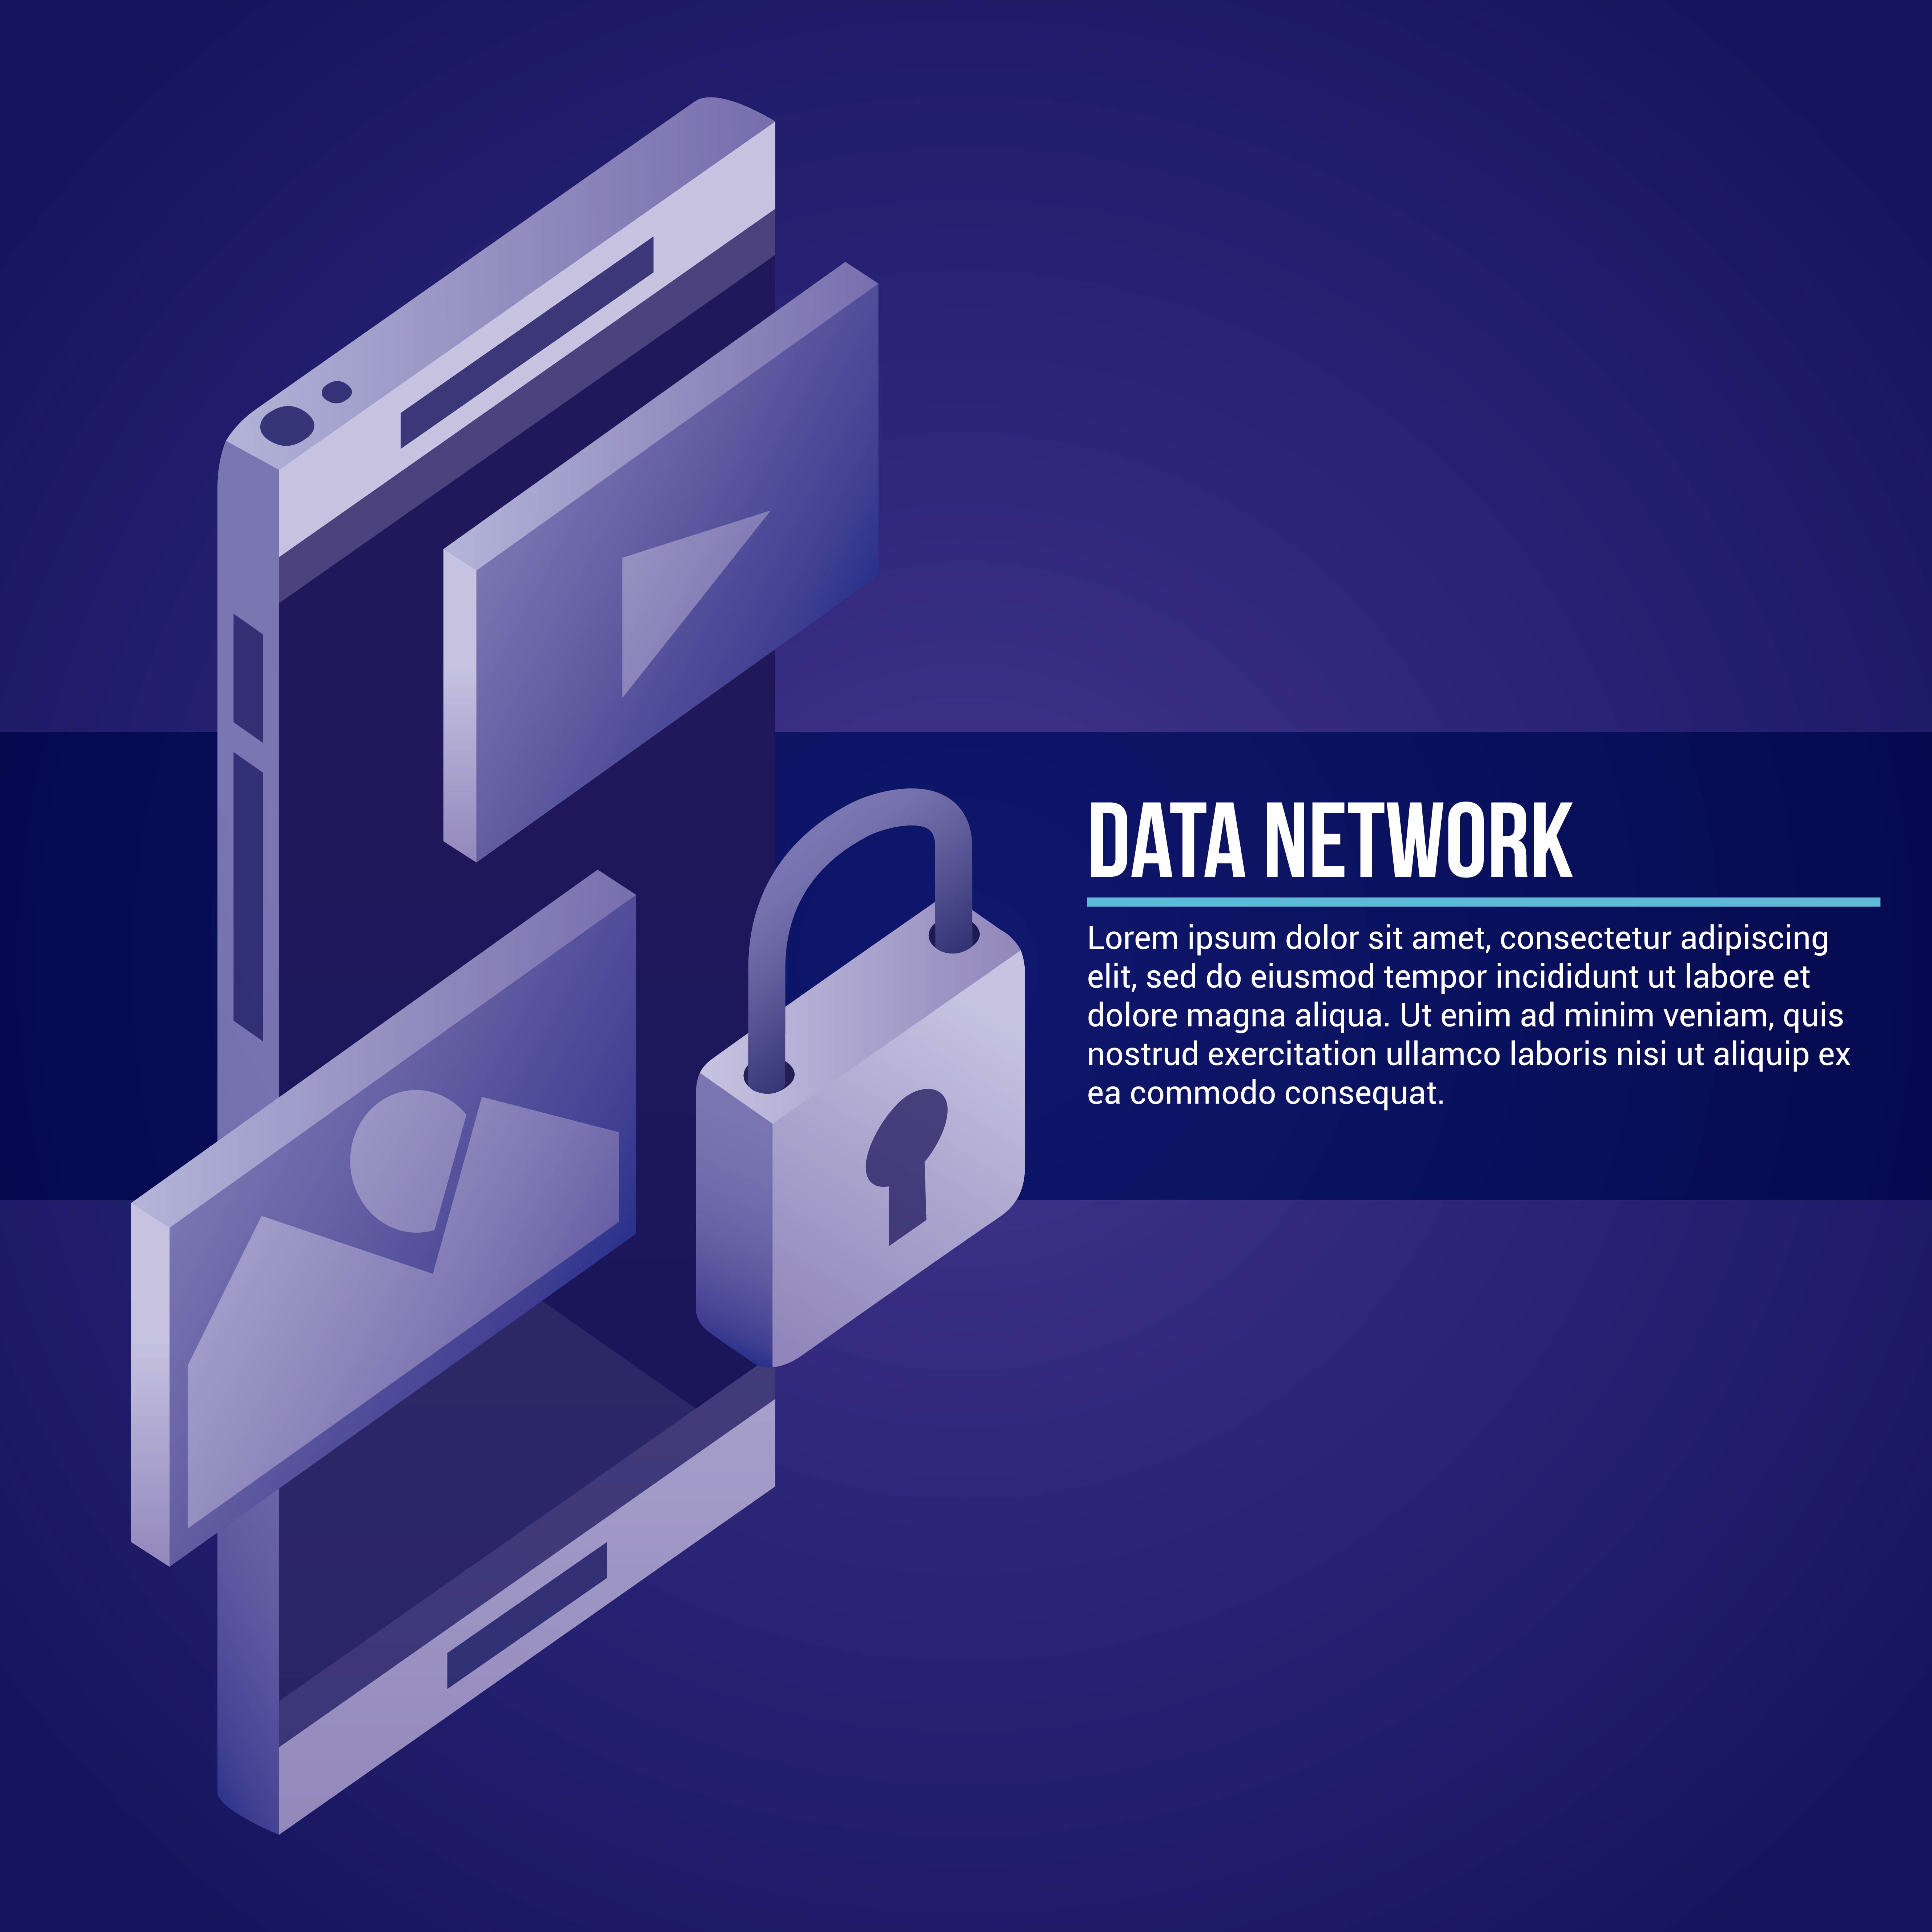 DATA NETWORK
Lorem ipsum dolor sit amet, consectetur adipiscing
elit, sed do eiusmod tempor incididunt ut labore et
dolore magna aliqua. Ut enim ad minim veniam, quis
nostrud exercitation ullamco laboris nisi ut aliquip ex
ea commodo consequat.